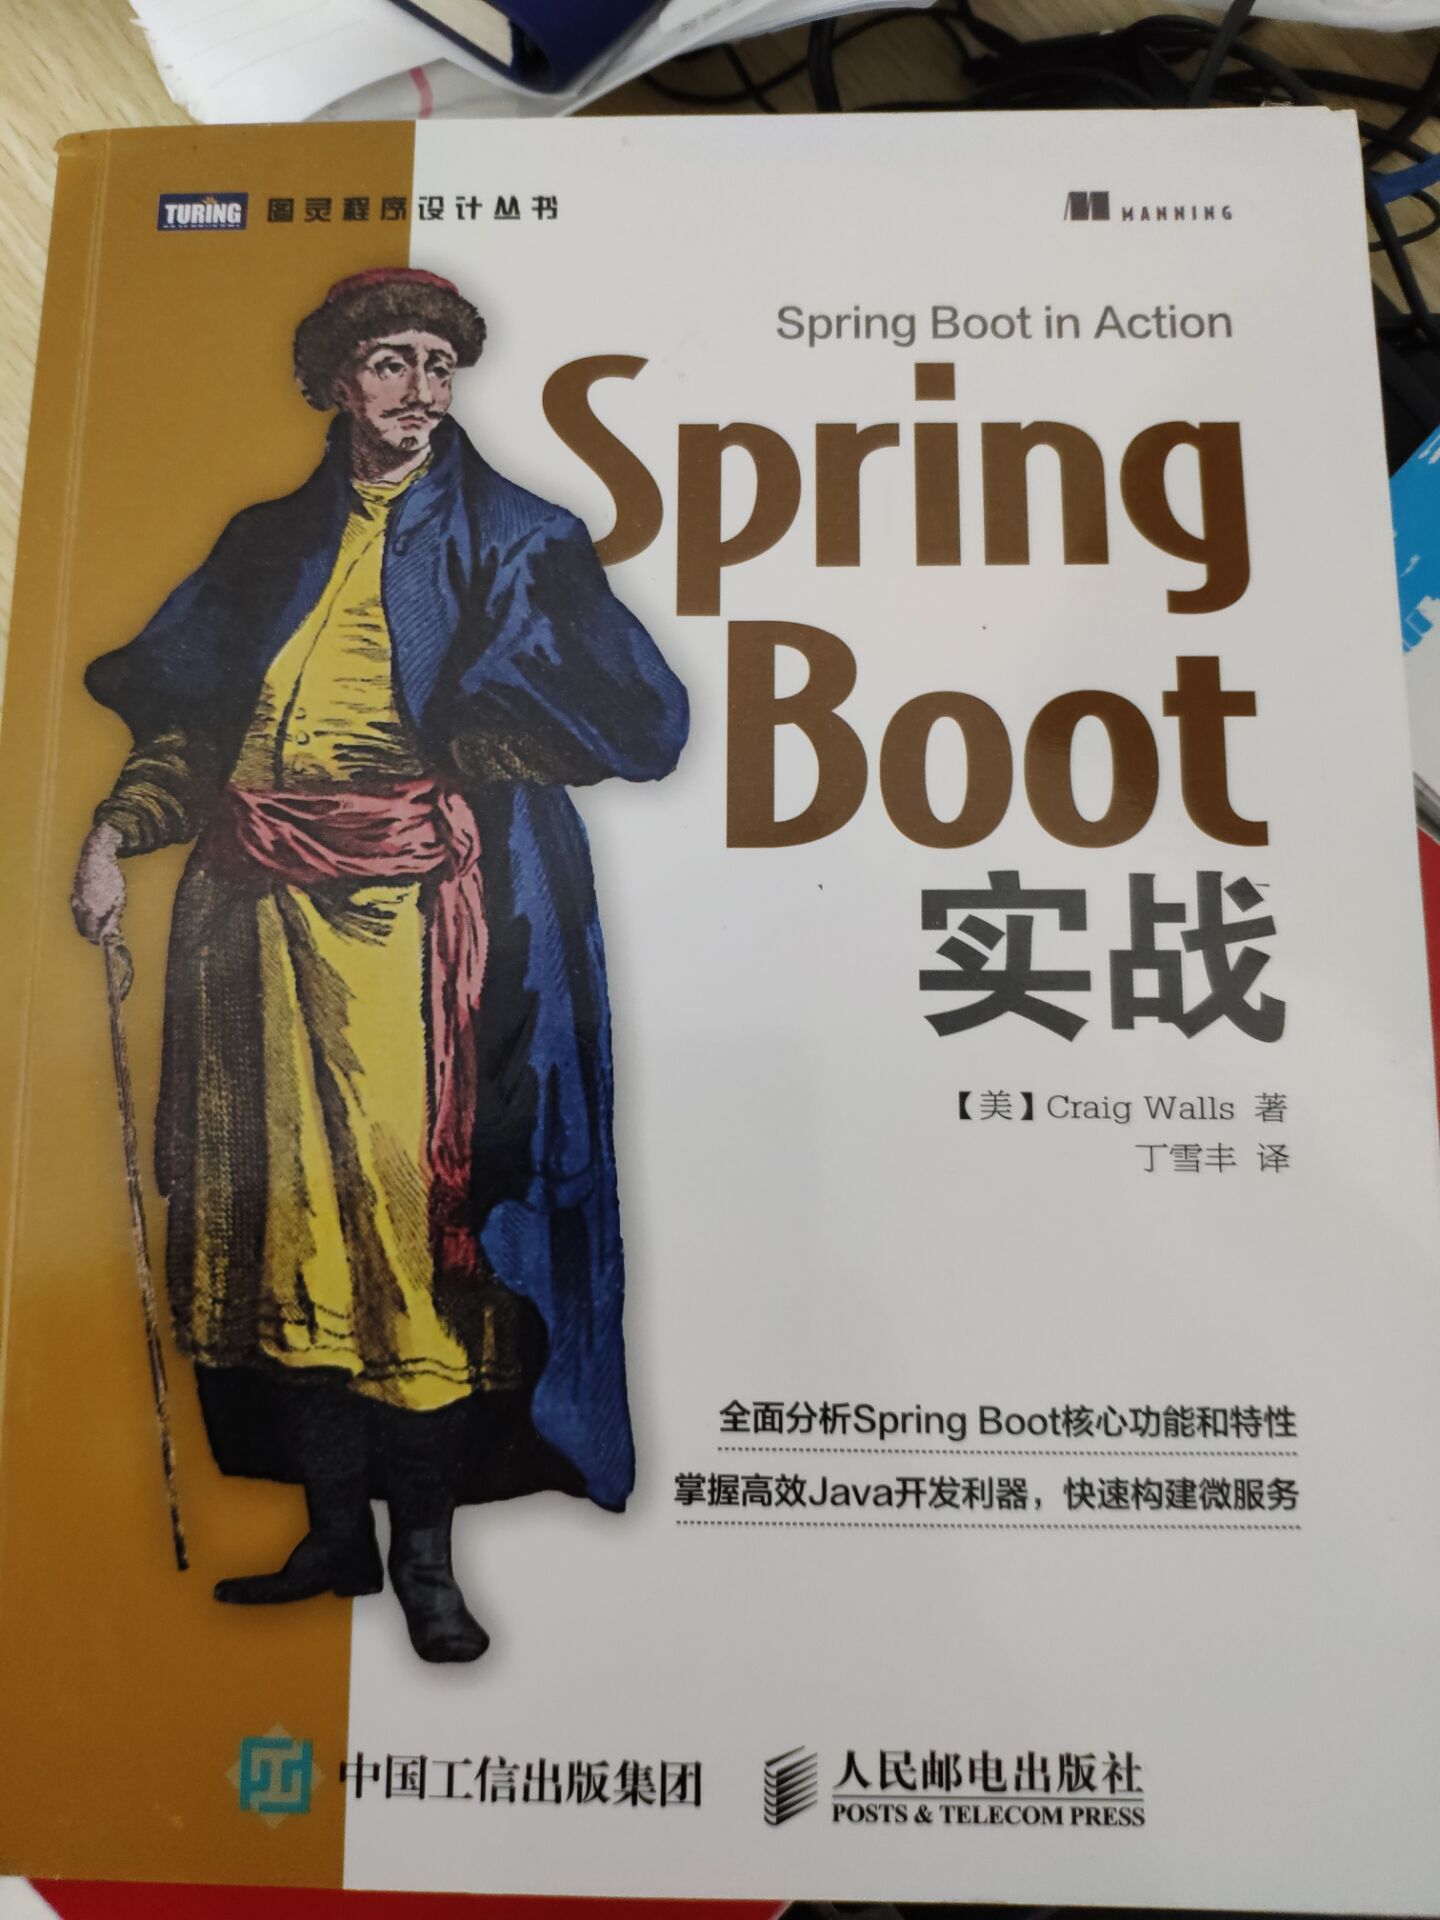 TURING 图灵程序设计丛书
MANNING
Spring Boot in Action
Spring
Boot
实战
【美】Craig Walls 著
丁雪丰 译
全面分析Spring Boot核心功能和特性
掌握高效Java开发利器，快速构建微服务
中国工信出版集团
人民邮电出版社
POSTS & TELECOM PRESS